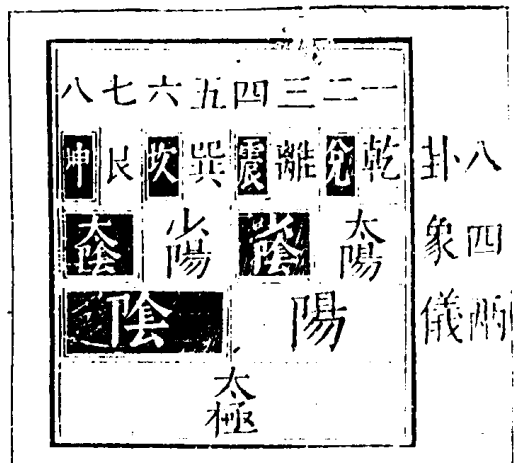 一二三四五六七八
八卦 乾兌離震巽坎艮坤
四象 太陽 少陰 少陽 太陰
兩儀 陽 陰
太極